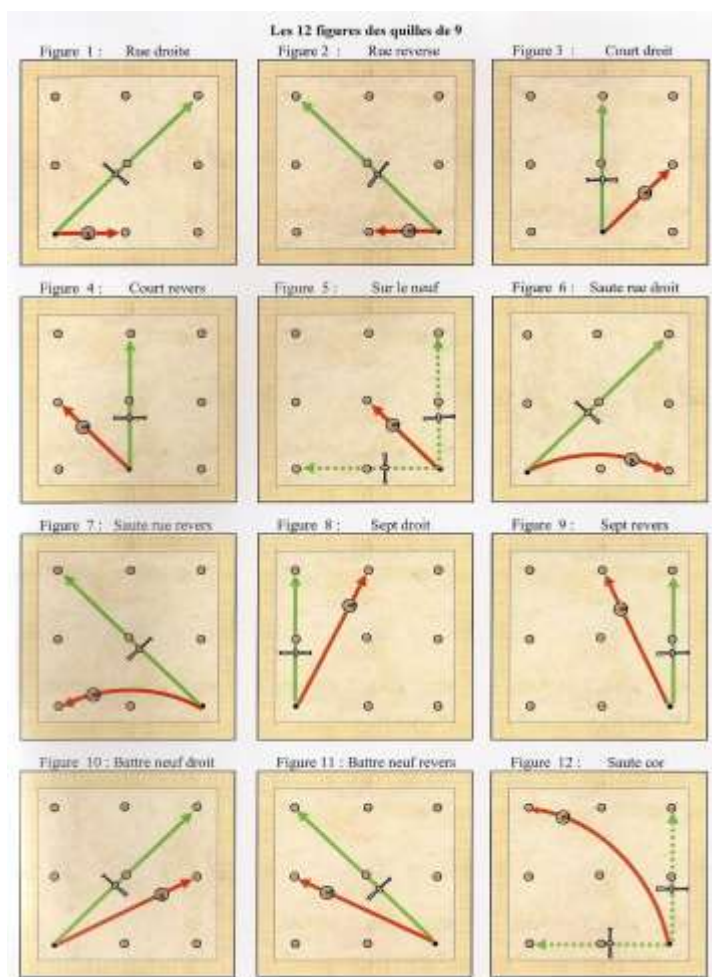 Les 12 figures des quilles de 9
Figure 1 : Rue droite
Figure 2 : Rue reverse
Figure 3 : Court droit
Figure 4 : Court revers
Figure 5 : Sur le neuf
Figure 6 : Saute rue droit
Figure 7 : Saute rue revers
Figure 8 : Sept droit
Figure 9 : Sept revers
Figure 10 : Battre neuf droit
Figure 11 : Battre neuf revers
Figure 12 : Saute cor